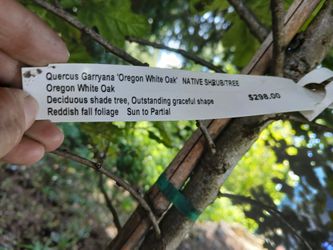 Quercus Garryana 'Oregon White Oak' NATIVE SHRUB/TREE
Oregon White Oak
Deciduous shade tree, Outstanding graceful shape $298.00
Reddish fall foliage Sun to Partial